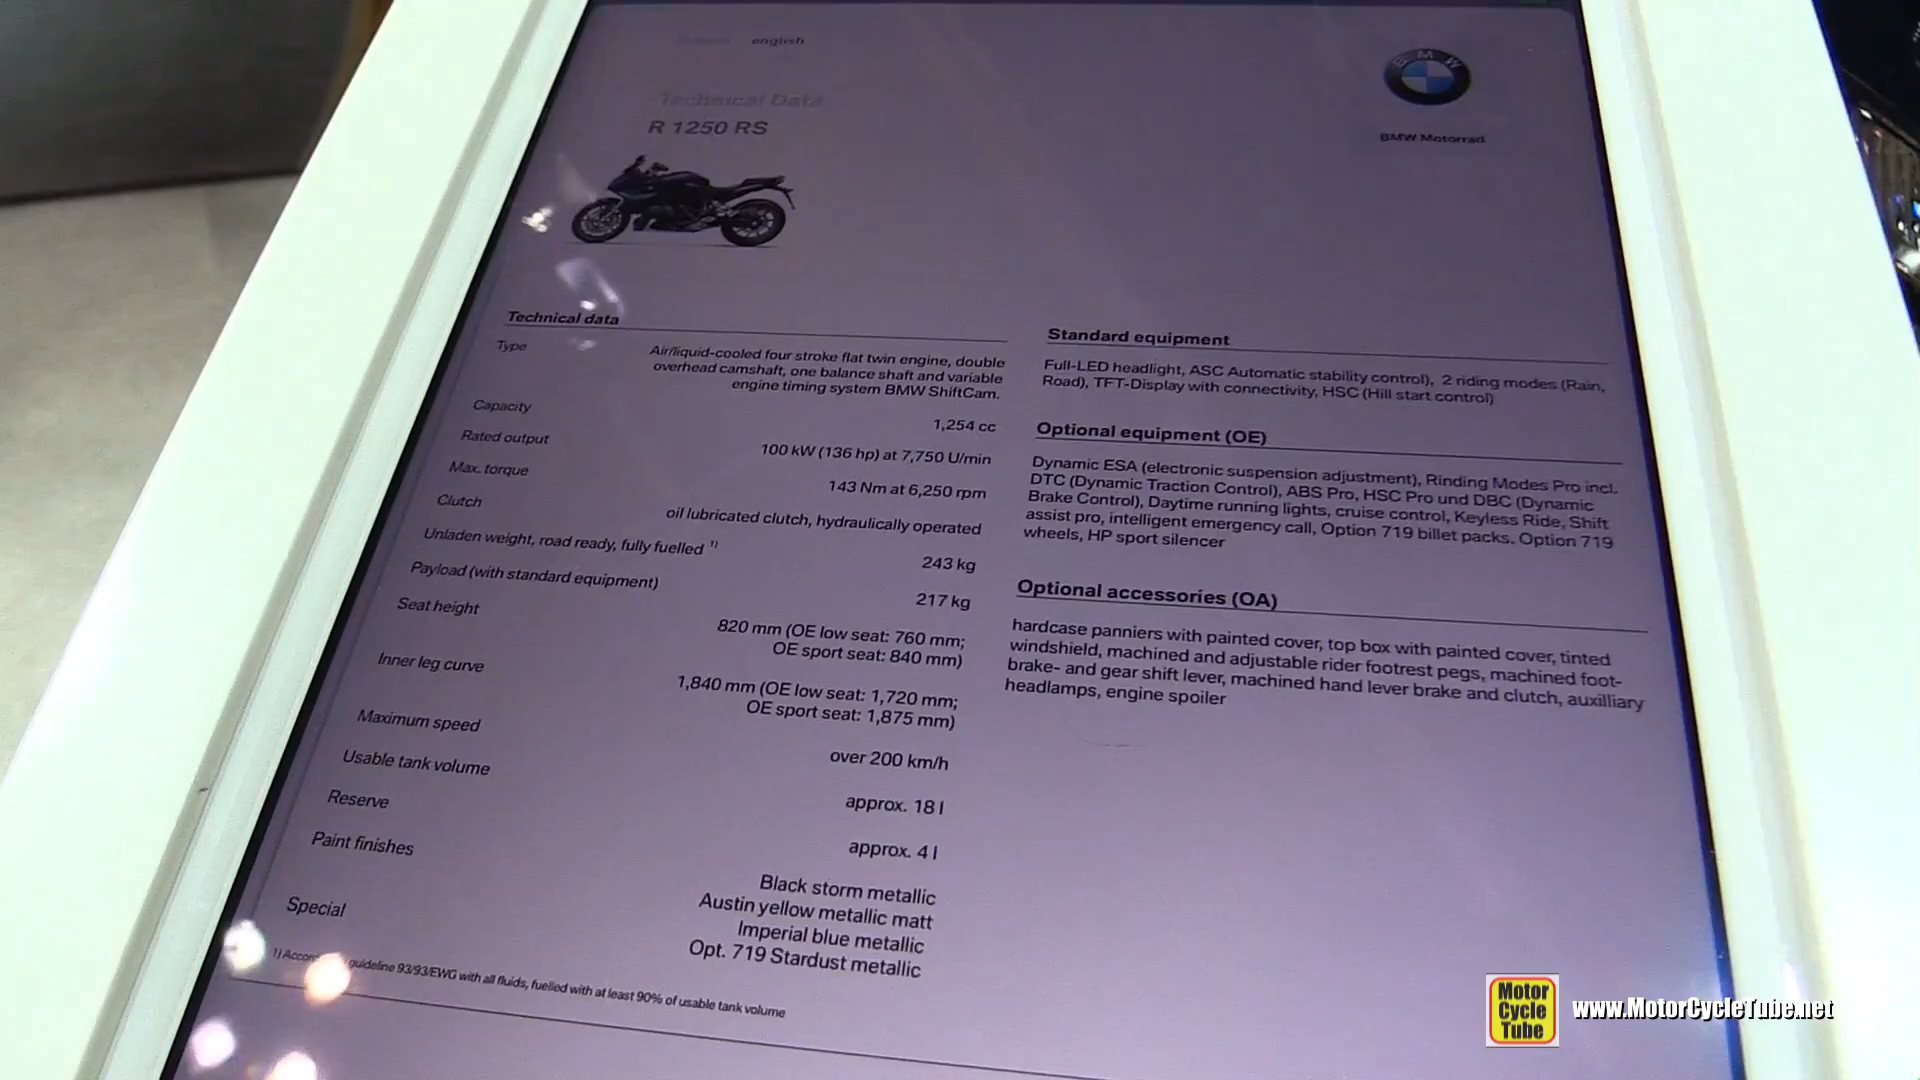 english
Technical Data
R 1250 RS
BMW
BMW Motorrad
Technical data
Type
Air/liquid-cooled four stroke flat twin engine, double
overhead camshaft, one balance shaft and variable
engine timing system BMW ShiftCam.
Capacity
1,254 cc
Rated output
100 kW (136 hp) at 7,750 U/min
Max. torque
143 Nm at 6,250 rpm
Clutch
oil lubricated clutch, hydraulically operated
Unladen weight, road ready, fully fuelled 1)
243 kg
Payload (with standard equipment)
217 kg
Seat height
820 mm (OE low seat: 760 mm;
OE sport seat: 840 mm)
Inner leg curve
1,840 mm (OE low seat: 1,720 mm;
OE sport seat: 1,875 mm)
Maximum speed
over 200 km/h
Usable tank volume
approx. 18 l
Reserve
approx. 4 l
Paint finishes
Black storm metallic
Austin yellow metallic matt
Imperial blue metallic
Special
Opt. 719 Stardust metallic
1) guideline 93/93/EWG with all fluids, fuelled with at least 90% of usable tank volume
Standard equipment
Full-LED headlight, ASC Automatic stability control), 2 riding modes (Rain,
Road), TFT-Display with connectivity, HSC (Hill start control)
Optional equipment (OE)
Dynamic ESA (electronic suspension adjustment), Rinding Modes Pro incl.
DTC (Dynamic Traction Control), ABS Pro, HSC Pro und DBC (Dynamic
Brake Control), Daytime running lights, cruise control, Keyless Ride, Shift
assist pro, intelligent emergency call, Option 719 billet packs. Option 719
wheels, HP sport silencer
Optional accessories (OA)
hardcase panniers with painted cover, top box with painted cover, tinted
windshield, machined and adjustable rider footrest pegs, machined foot-
brake- and gear shift lever, machined hand lever brake and clutch, auxilliary
headlamps, engine spoiler
Motor
Cycle
Tube
www.MotorCycleTube.net